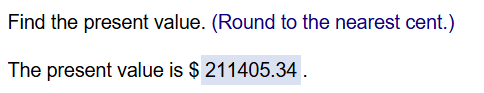 Find the present value. (Round to the nearest cent.)
The present value is $ 211405.34 .